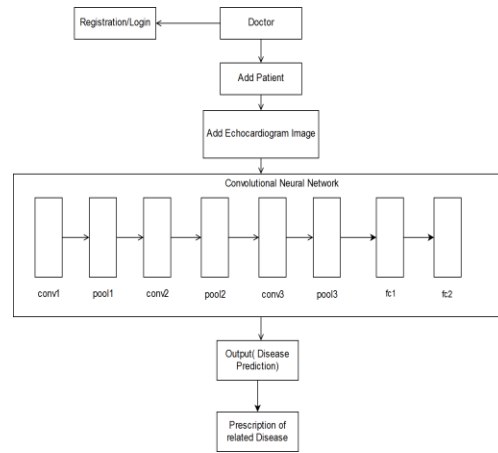 Registration/Login
Doctor
Add Patient
Add Echocardiogram Image
Convolutional Neural Network
conv1
pool1
conv2
pool2
conv3
pool3
fc1
fc2
Output( Disease
Prediction)
Prescription of
related Disease